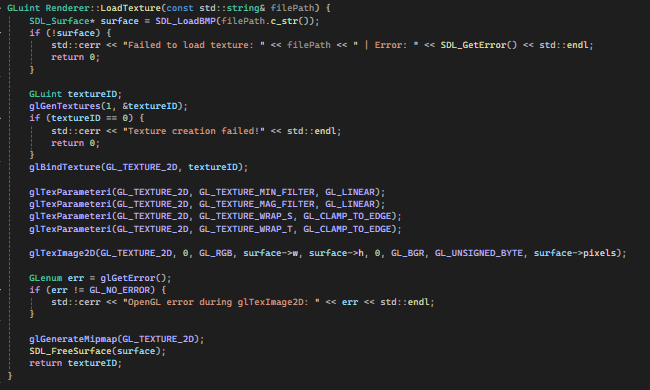 GLuint Renderer::LoadTexture(const std::string& filePath) {
    SDL_Surface* surface = SDL_LoadBMP(filePath.c_str());
    if (!surface) {
        std::cerr << "Failed to load texture: " << filePath << " | Error: " << SDL_GetError() << std::endl;
        return 0;
    }

    GLuint textureID;
    glGenTextures(1, &textureID);
    if (textureID == 0) {
        std::cerr << "Texture creation failed!" << std::endl;
        return 0;
    }
    glBindTexture(GL_TEXTURE_2D, textureID);

    glTexParameteri(GL_TEXTURE_2D, GL_TEXTURE_MIN_FILTER, GL_LINEAR);
    glTexParameteri(GL_TEXTURE_2D, GL_TEXTURE_MAG_FILTER, GL_LINEAR);
    glTexParameteri(GL_TEXTURE_2D, GL_TEXTURE_WRAP_S, GL_CLAMP_TO_EDGE);
    glTexParameteri(GL_TEXTURE_2D, GL_TEXTURE_WRAP_T, GL_CLAMP_TO_EDGE);

    glTexImage2D(GL_TEXTURE_2D, 0, GL_RGB, surface->w, surface->h, 0, GL_BGR, GL_UNSIGNED_BYTE, surface->pixels);

    GLenum err = glGetError();
    if (err != GL_NO_ERROR) {
        std::cerr << "OpenGL error during glTexImage2D: " << err << std::endl;
    }

    glGenerateMipmap(GL_TEXTURE_2D);
    SDL_FreeSurface(surface);
    return textureID;
}